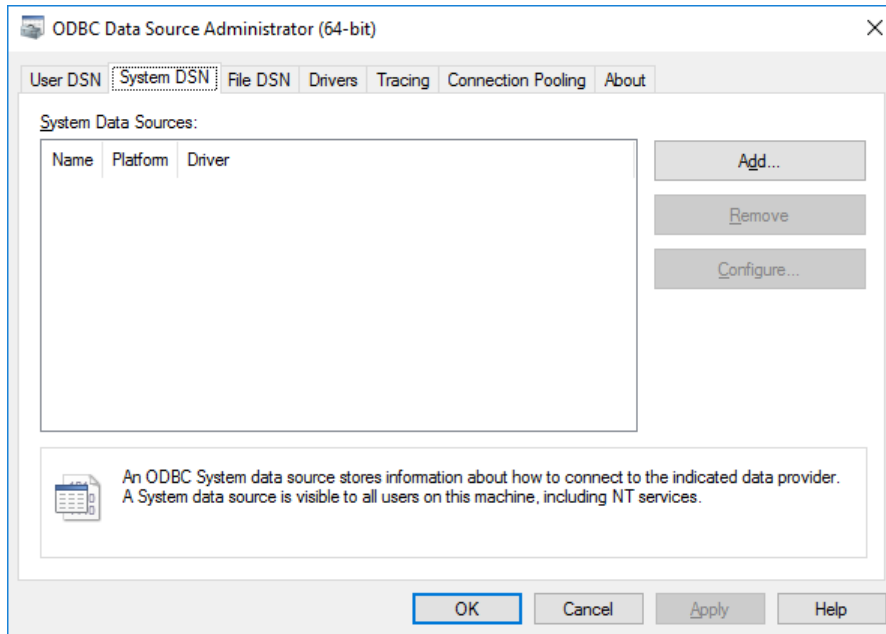 ODBC Data Source Administrator (64-bit)
User DSN System DSN File DSN Drivers Tracing Connection Pooling About
System Data Sources:
Name Platform Driver
Add...
Remove
Configure...
An ODBC System data source stores information about how to connect to the indicated data provider.
A System data source is visible to all users on this machine, including NT services.
OK Cancel Apply Help